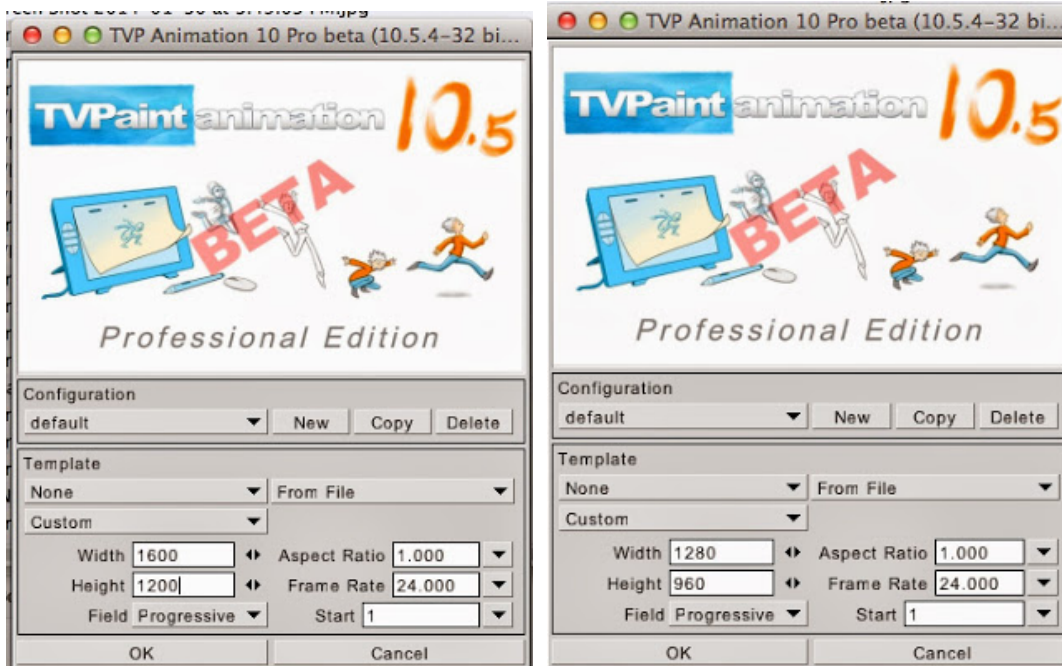 TVP Animation 10 Pro beta (10.5.4-32 bi...
TVPaint animation 10.5
BETA
Professional Edition
Configuration
default New Copy Delete
Template
None From File
Custom
Width 1600 Aspect Ratio 1.000
Height 1200 Frame Rate 24.000
Field Progressive Start 1
OK Cancel
TVP Animation 10 Pro beta (10.5.4-32 bi...
TVPaint animation 10.5
BETA
Professional Edition
Configuration
default New Copy Delete
Template
None From File
Custom
Width 1280 Aspect Ratio 1.000
Height 960 Frame Rate 24.000
Field Progressive Start 1
OK Cancel